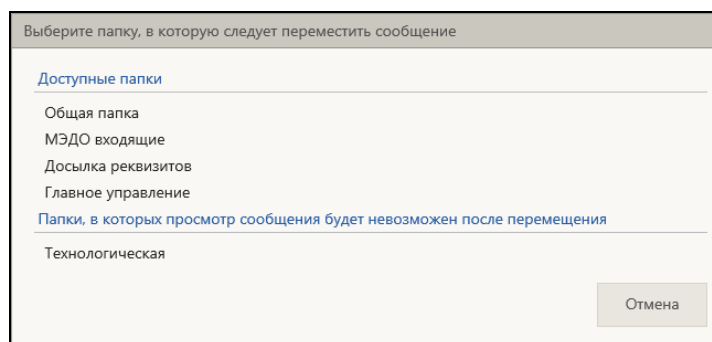 Выберите папку, в которую следует переместить сообщение
Доступные папки
Общая папка
МЭДО входящие
Досылка реквизитов
Главное управление
Папки, в которых просмотр сообщения будет невозможен после перемещения
Технологическая
Отмена